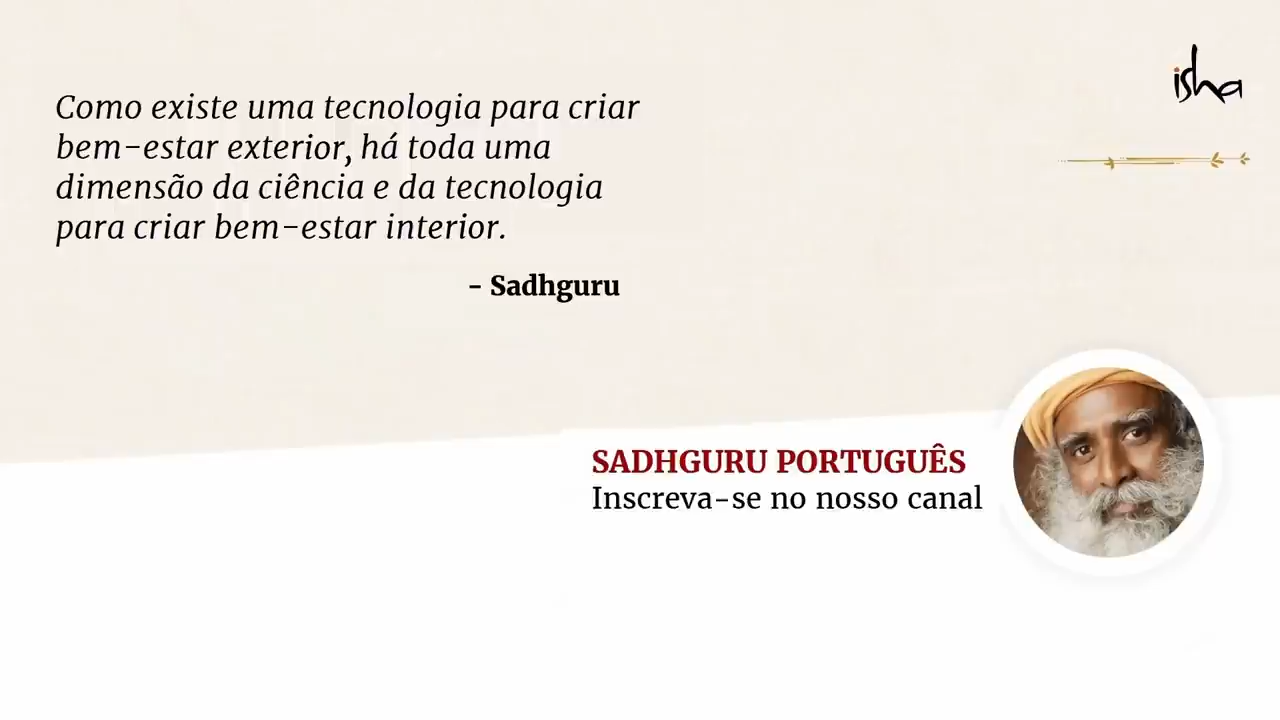 isha
Como existe uma tecnologia para criar
bem-estar exterior, há toda uma
dimensão da ciência e da tecnologia
para criar bem-estar interior.
- Sadhguru
SADHGURU PORTUGUÊS
Inscreva-se no nosso canal